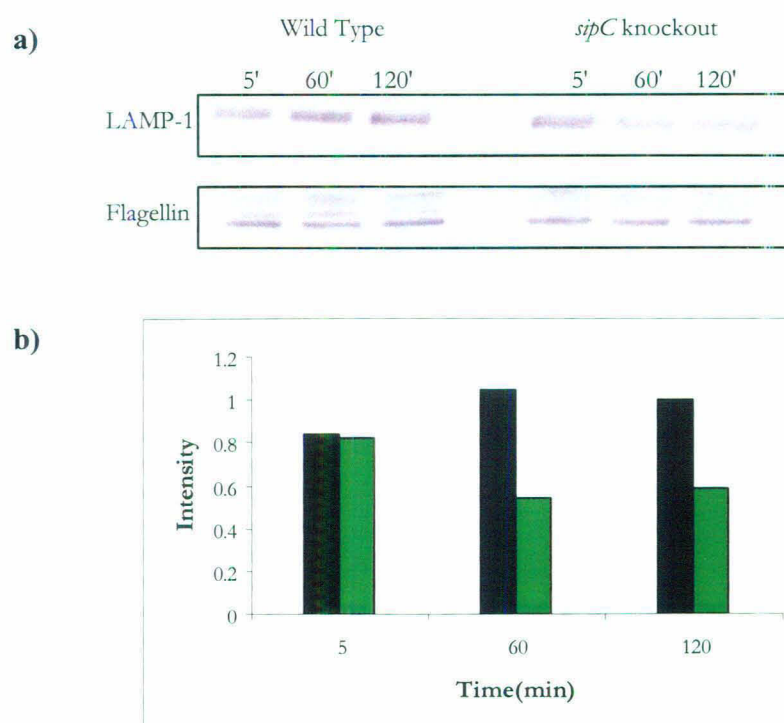 a)
Wild Type sipC knockout
5' 60' 120' 5' 60' 120'
LAMP-1
Flagellin
b)
1.2
1
0.8
0.6
0.4
0.2
0
Intensity
5 60 120
Time(min)